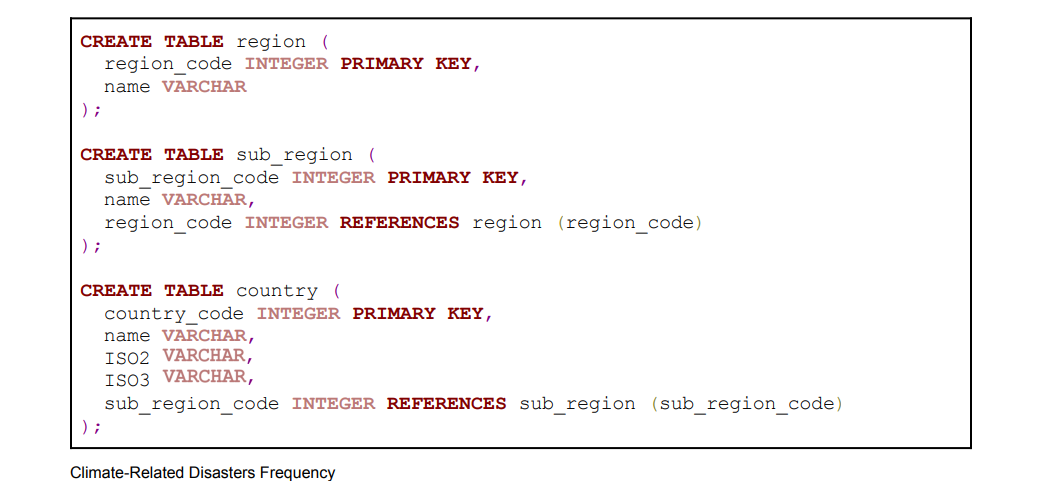 CREATE TABLE region (
region_code INTEGER PRIMARY KEY,
name VARCHAR
);
CREATE TABLE sub_region (
sub_region_code INTEGER PRIMARY KEY,
name VARCHAR,
region_code INTEGER REFERENCES region (region_code)
);
CREATE TABLE country (
country_code INTEGER PRIMARY KEY,
name VARCHAR,
ISO2 VARCHAR,
ISO3 VARCHAR,
sub_region_code INTEGER REFERENCES sub_region (sub_region_code)
);
Climate-Related Disasters Frequency